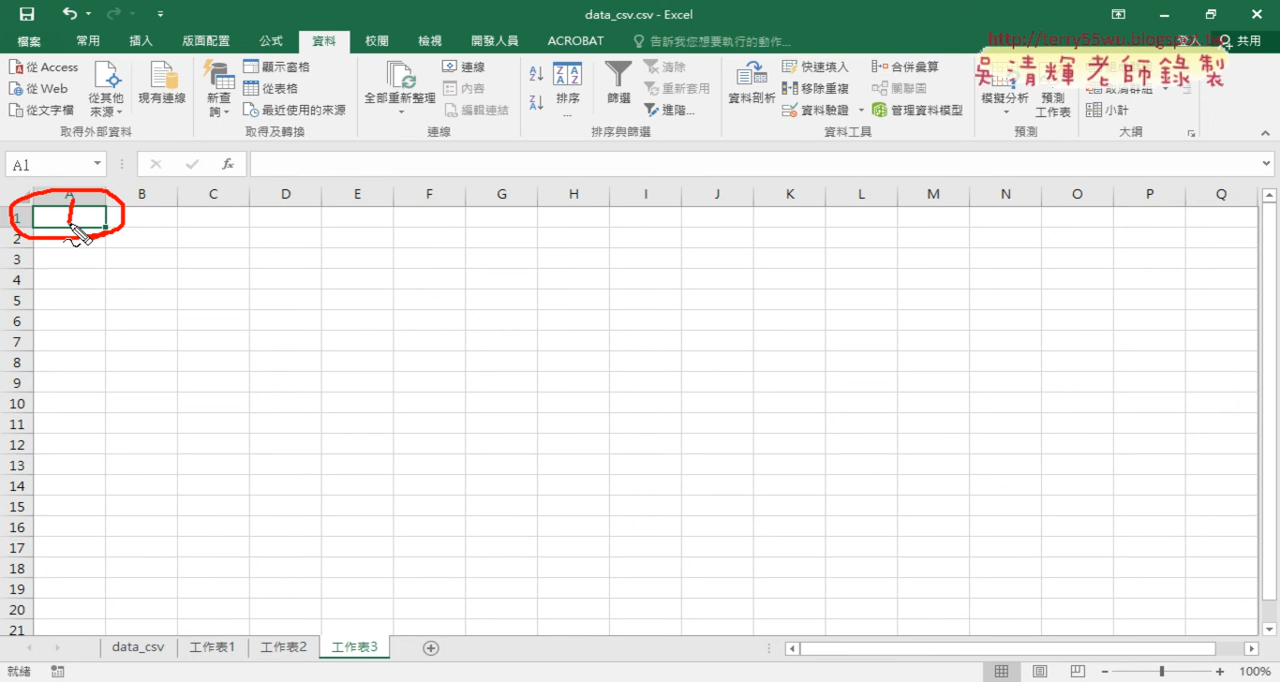 data_csv.csv - Excel
檔案 常用 插入 版面配置 公式 資料 校閱 檢視 開發人員 ACROBAT 告訴我您想要執行的動作... 登入 共用
http://terry55wu.blogspot.tw
吳清輝老師錄製
從 Access
從 Web
從文字檔
從其他來源
現有連線
取得外部資料
新查詢
顯示查詢
從表格
最近使用的來源
取得及轉換
全部重新整理
連線
內容
編輯連結
連線
排序...
篩選
清除
重新套用
進階...
排序與篩選
資料剖析
快速填入
移除重複
資料驗證
合併彙算
關聯圖
管理資料模型
資料工具
模擬分析
預測工作表
預測
取消群組
小計
大綱
A1
fx
A B C D E F G H I J K L M N O P Q
1
2
3
4
5
6
7
8
9
10
11
12
13
14
15
16
17
18
19
20
21
data_csv 工作表1 工作表2 工作表3
就緒 100%